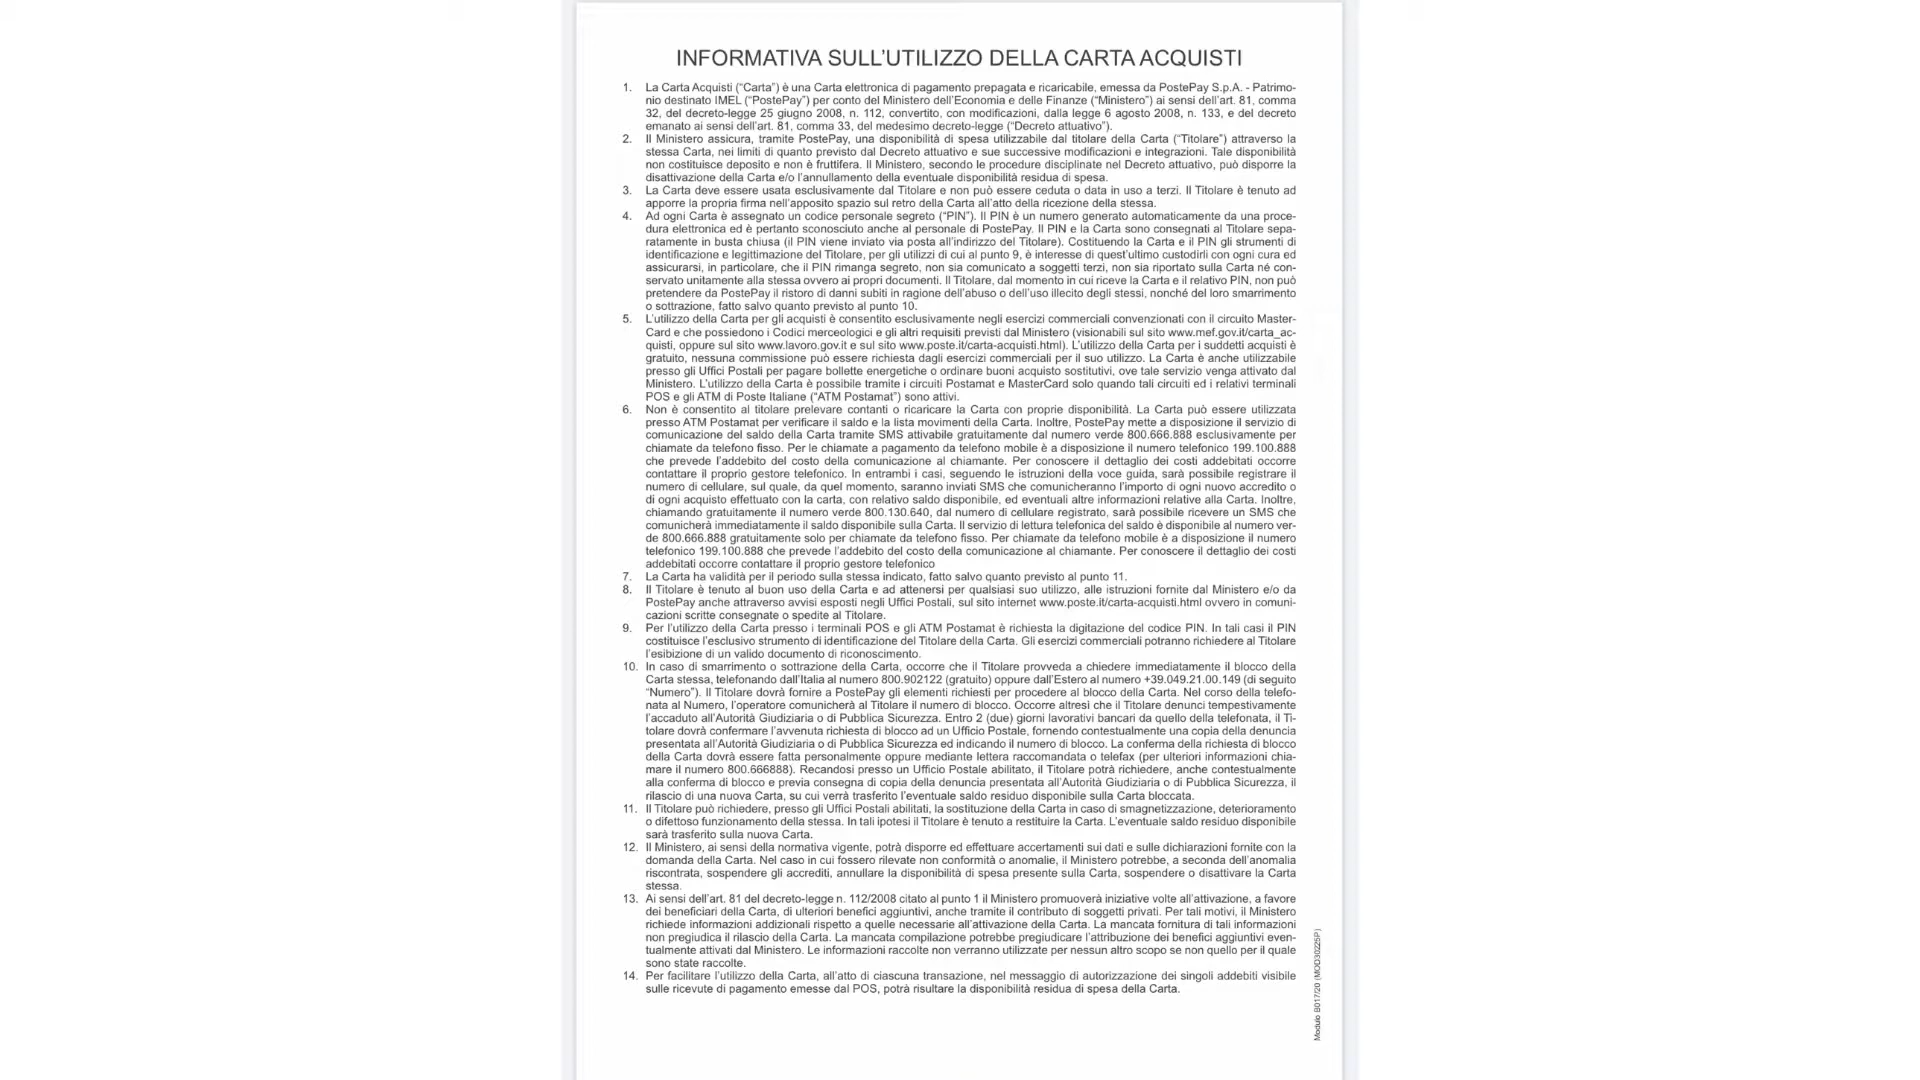 INFORMATIVA SULL’UTILIZZO DELLA CARTA ACQUISTI
1. La Carta Acquisti (“Carta”) è una Carta elettronica di pagamento prepagata e ricaricabile, emessa da PostePay S.p.A. - Patrimo-
nio destinato IMEL (“PostePay”) per conto del Ministero dell’Economia e delle Finanze (“Ministero”) ai sensi dell’art. 81, comma
32, del decreto-legge 25 giugno 2008, n. 112, convertito, con modificazioni, dalla legge 6 agosto 2008, n. 133, e del decreto
emanato ai sensi dell’art. 81, comma 33, del medesimo decreto-legge (“Decreto attuativo”).
2. Il Ministero assicura, tramite PostePay, una disponibilità di spesa utilizzabile dal titolare della Carta (“Titolare”) attraverso la
stessa Carta, nei limiti di quanto previsto dal Decreto attuativo e sue successive modificazioni e integrazioni. Tale disponibilità
non costituisce deposito e non è fruttifera. Il Ministero, secondo le procedure disciplinate nel Decreto attuativo, può disporre la
disattivazione della Carta e/o l’annullamento della eventuale disponibilità residua di spesa.
3. La Carta deve essere usata esclusivamente dal Titolare e non può essere ceduta o data in uso a terzi. Il Titolare è tenuto ad
apporre la propria firma nell’apposito spazio sul retro della Carta all’atto della ricezione della stessa.
4. Ad ogni Carta è assegnato un codice personale segreto (“PIN”). Il PIN è un numero generato automaticamente da una proce-
dura elettronica ed è pertanto sconosciuto anche al personale di PostePay. Il PIN e la Carta sono consegnati al Titolare sepa-
ratamente in busta chiusa (il PIN viene inviato via posta all’indirizzo del Titolare). Costituendo la Carta e il PIN gli strumenti di
identificazione e legittimazione del Titolare, per gli utilizzi di cui al punto 9, è interesse di quest’ultimo custodirli con ogni cura ed
assicurarsi, in particolare, che il PIN rimanga segreto, non sia comunicato a soggetti terzi, non sia riportato sulla Carta né con-
servato unitamente alla stessa ovvero ai propri documenti. Il Titolare, dal momento in cui riceve la Carta e il relativo PIN, non può
pretendere da PostePay il ristoro di danni subiti in ragione dell’abuso o dell’uso illecito degli stessi, nonché del loro smarrimento
o sottrazione, fatto salvo quanto previsto al punto 10.
5. L’utilizzo della Carta per gli acquisti è consentito esclusivamente negli esercizi commerciali convenzionati con il circuito Master-
Card e che possiedono i Codici merceologici e gli altri requisiti previsti dal Ministero (visionabili sul sito www.mef.gov.it/carta_ac-
quisti, oppure sul sito www.lavoro.gov.it e sul sito www.poste.it/carta-acquisti.html). L’utilizzo della Carta per i suddetti acquisti è
gratuito, nessuna commissione può essere richiesta dagli esercizi commerciali per il suo utilizzo. La Carta è anche utilizzabile
presso gli Uffici Postali per pagare bollette energetiche o ordinare buoni acquisto sostitutivi, ove tale servizio venga attivato dal
Ministero. L’utilizzo della Carta è possibile tramite i circuiti Postamat e MasterCard solo quando tali circuiti ed i relativi terminali
POS e gli ATM di Poste Italiane (“ATM Postamat”) sono attivi.
6. Non è consentito al titolare prelevare contanti o ricaricare la Carta con proprie disponibilità. La Carta può essere utilizzata
presso ATM Postamat per verificare il saldo e la lista movimenti della Carta. Inoltre, PostePay mette a disposizione il servizio di
comunicazione del saldo della Carta tramite SMS attivabile gratuitamente dal numero verde 800.666.888 esclusivamente per
chiamate da telefono fisso. Per le chiamate a pagamento da telefono mobile è a disposizione il numero telefonico 199.100.888
che prevede l’addebito del costo della comunicazione al chiamante. Per conoscere il dettaglio dei costi addebitati occorre
contattare il proprio gestore telefonico. In entrambi i casi, seguendo le istruzioni della voce guida, sarà possibile registrare il
numero di cellulare, sul quale, da quel momento, saranno inviati SMS che comunicheranno l’importo di ogni nuovo accredito o
di ogni acquisto effettuato con la carta, con relativo saldo disponibile, ed eventuali altre informazioni relative alla Carta. Inoltre,
chiamando gratuitamente il numero verde 800.130.640, dal numero di cellulare registrato, sarà possibile ricevere un SMS che
comunicherà immediatamente il saldo disponibile sulla Carta. Il servizio di lettura telefonica del saldo è disponibile al numero ver-
de 800.666.888 gratuitamente solo per chiamate da telefono fisso. Per chiamate da telefono mobile è a disposizione il numero
telefonico 199.100.888 che prevede l’addebito del costo della comunicazione al chiamante. Per conoscere il dettaglio dei costi
addebitati occorre contattare il proprio gestore telefonico
7. La Carta ha validità per il periodo sulla stessa indicato, fatto salvo quanto previsto al punto 11.
8. Il Titolare è tenuto al buon uso della Carta e ad attenersi per qualsiasi suo utilizzo, alle istruzioni fornite dal Ministero e/o da
PostePay anche attraverso avvisi esposti negli Uffici Postali, sul sito internet www.poste.it/carta-acquisti.html ovvero in comuni-
cazioni scritte consegnate o spedite al Titolare.
9. Per l’utilizzo della Carta presso i terminali POS e gli ATM Postamat è richiesta la digitazione del codice PIN. In tali casi il PIN
costituisce l’esclusivo strumento di identificazione del Titolare della Carta. Gli esercizi commerciali potranno richiedere al Titolare
l’esibizione di un valido documento di riconoscimento.
10. In caso di smarrimento o sottrazione della Carta, occorre che il Titolare provveda a chiedere immediatamente il blocco della
Carta stessa, telefonando dall’Italia al numero 800.902122 (gratuito) oppure dall’Estero al numero +39.049.21.00.149 (di seguito
“Numero”). Il Titolare dovrà fornire a PostePay gli elementi richiesti per procedere al blocco della Carta. Nel corso della telefo-
nata al Numero, l’operatore comunicherà al Titolare il numero di blocco. Occorre altresì che il Titolare denunci tempestivamente
l’accaduto all’Autorità Giudiziaria o di Pubblica Sicurezza. Entro 2 (due) giorni lavorativi bancari da quello della telefonata, il Ti-
tolare dovrà confermare l’avvenuta richiesta di blocco ad un Ufficio Postale, fornendo contestualmente una copia della denuncia
presentata all’Autorità Giudiziaria o di Pubblica Sicurezza ed indicando il numero di blocco. La conferma della richiesta di blocco
della Carta dovrà essere fatta personalmente oppure mediante lettera raccomandata o telefax (per ulteriori informazioni chia-
mare il numero 800.666888). Recandosi presso un Ufficio Postale abilitato, il Titolare potrà richiedere, anche contestualmente
alla conferma di blocco e previa consegna di copia della denuncia presentata all’Autorità Giudiziaria o di Pubblica Sicurezza, il
rilascio di una nuova Carta, su cui verrà trasferito l’eventuale saldo residuo disponibile sulla Carta bloccata.
11. Il Titolare può richiedere, presso gli Uffici Postali abilitati, la sostituzione della Carta in caso di smagnetizzazione, deterioramento
o difettoso funzionamento della stessa. In tali ipotesi il Titolare è tenuto a restituire la Carta. L’eventuale saldo residuo disponibile
sarà trasferito sulla nuova Carta.
12. Il Ministero, ai sensi della normativa vigente, potrà disporre ed effettuare accertamenti sui dati e sulle dichiarazioni fornite con la
domanda della Carta. Nel caso in cui fossero rilevate non conformità o anomalie, il Ministero potrebbe, a seconda dell’anomalia
riscontrata, sospendere gli accrediti, annullare la disponibilità di spesa presente sulla Carta, sospendere o disattivare la Carta
stessa.
13. Ai sensi dell’art. 81 del decreto-legge n. 112/2008 citato al punto 1 il Ministero promuoverà iniziative volte all’attivazione, a favore
dei beneficiari della Carta, di ulteriori benefici aggiuntivi, anche tramite il contributo di soggetti privati. Per tali motivi, il Ministero
richiede informazioni addizionali rispetto a quelle necessarie all’attivazione della Carta. La mancata fornitura di tali informazioni
non pregiudica il rilascio della Carta. La mancata compilazione potrebbe pregiudicare l’attribuzione dei benefici aggiuntivi even-
tualmente attivati dal Ministero. Le informazioni raccolte non verranno utilizzate per nessun altro scopo se non quello per il quale
sono state raccolte.
14. Per facilitare l’utilizzo della Carta, all’atto di ciascuna transazione, nel messaggio di autorizzazione dei singoli addebiti visibile
sulle ricevute di pagamento emesse dal POS, potrà risultare la disponibilità residua di spesa della Carta.
Modulo B017/20 (MOD30225P)